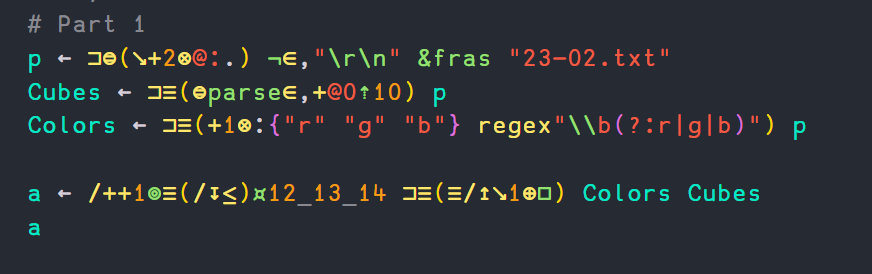 # Part 1
p ← ⊐⊜(↘+2⊗@:.) ¬∊,"\r\n" &fras "23-02.txt"
Cubes ← ⊐≡(⊜parse∊,+@0⇡10) p
Colors ← ⊐≡(+1⊗:{"r" "g" "b"} regex"\\b(?:r|g|b)") p
a ← /++1⊚≡(/↧≤)¤12_13_14 ⊐≡(≡/↥↘1⊕□) Colors Cubes
a